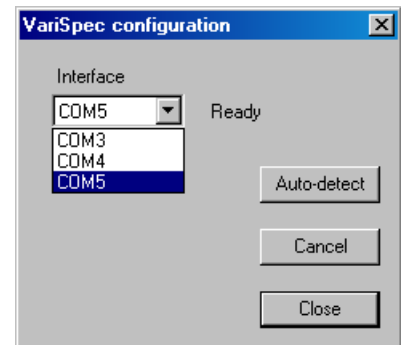 VariSpec configuration
Interface
COM5 Ready
COM3
COM4
COM5
Auto-detect
Cancel
Close